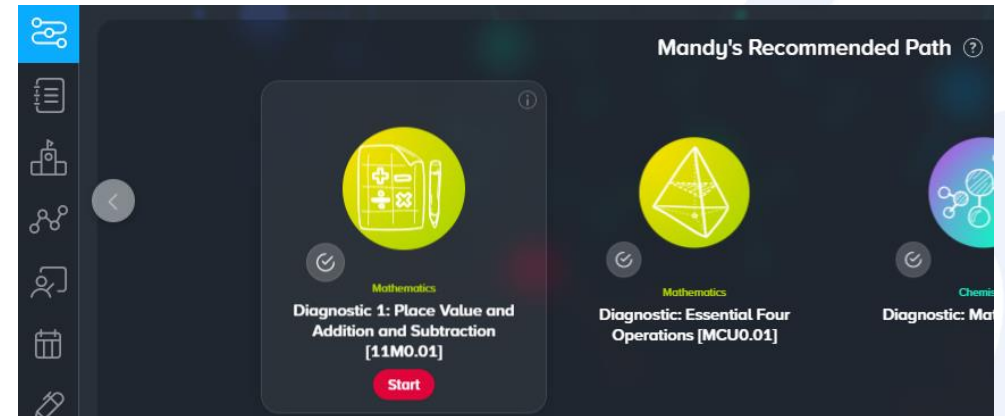 Mandy's Recommended Path
Mathematics
Diagnostic 1: Place Value and
Addition and Subtraction
[11M0.01]
Start
Mathematics
Diagnostic: Essential Four
Operations [MCU0.01]
Diagnostic: